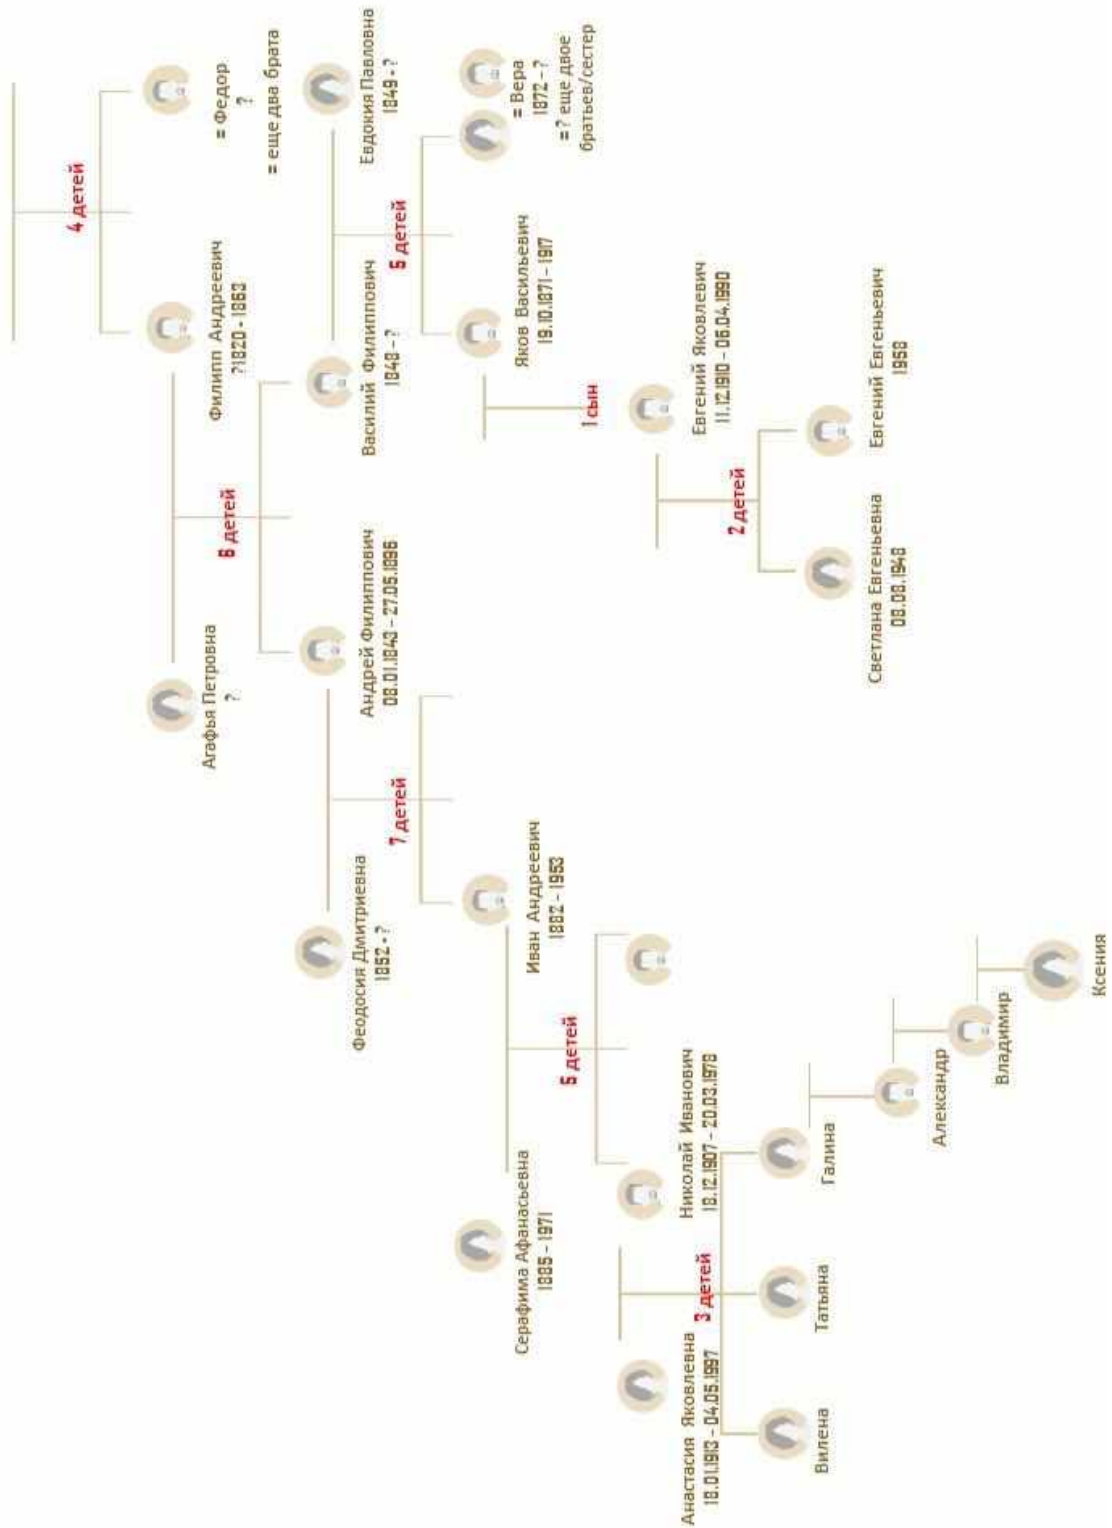 4 детей
Филипп Андреевич
?1820 - 1863
= Федор
?
= еще два брата
Агафья Петровна
?
6 детей
Андрей Филиппович
08.01.1843 - 27.05.1896
Василий Филиппович
1848 - ?
Евдокия Павловна
1849 - ?
Феодосия Дмитриевна
1852 - ?
7 детей
5 детей
Иван Андреевич
1882 - 1953
Яков Васильевич
19.10.1871 - 1917
= Вера
1872 - ?
=? еще двое
братьев/сестер
Серафима Афанасьевна
1885 - 1971
5 детей
1 сын
Анастасия Яковлевна
18.01.1913 - 04.05.1997
Николай Иванович
18.12.1907 - 20.03.1978
Евгений Яковлевич
11.12.1910 - 06.04.1990
3 детей
2 детей
Вилена
Татьяна
Галина
Светлана Евгеньевна
08.08.1948
Евгений Евгеньевич
1958
Александр
Владимир
Ксения